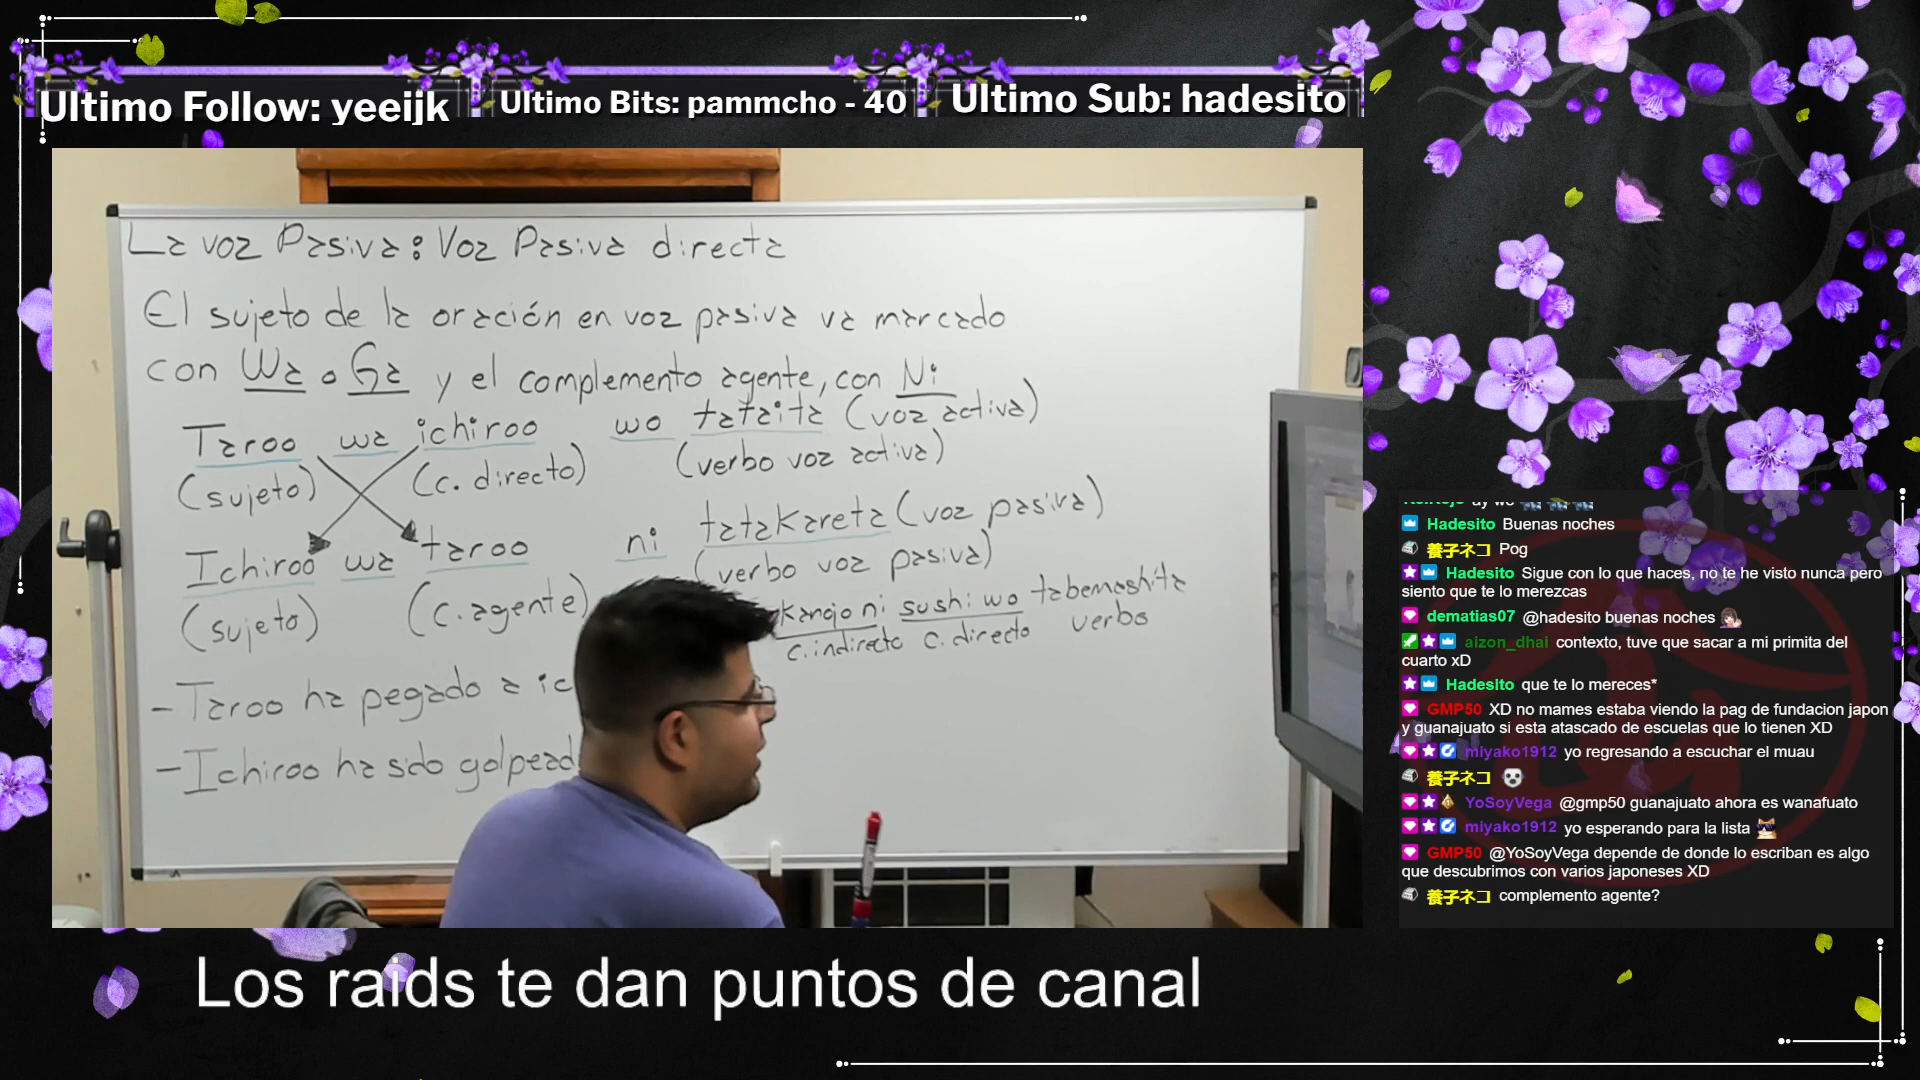 Ultimo Follow: yeeijk
Ultimo Bits: pammcho - 40
Ultimo Sub: hadesito
La voz Pasiva: Voz Pasiva directa
El sujeto de la oración en voz pasiva va marcado
con Wa o Ga y el complemento agente, con Ni
Taroo wa ichiroo wo tataita (voz activa)
(sujeto) (c. directo) (verbo voz activa)
Ichiroo wa taroo ni tatakareta (voz pasiva)
(sujeto) (c. agente) (verbo voz pasiva)
kanojo ni sushi wo tabemashita
c. indirecto c. directo verbo
- Taroo ha pegado a ic
- Ichiroo ha sido golpead
ay wo
Hadesito Buenas noches
養子ネコ Pog
Hadesito Sigue con lo que haces, no te he visto nunca pero
siento que te lo merezcas
dematias07 @hadesito buenas noches
aizon_dhai contexto, tuve que sacar a mi primita del
cuarto xD
Hadesito que te lo mereces*
GMP50 XD no mames estaba viendo la pag de fundacion japon
y guanajuato si esta atascado de escuelas que lo tienen XD
miyako1912 yo regresando a escuchar el muau
養子ネコ
YoSoyVega @gmp50 guanajuato ahora es wanafuato
miyako1912 yo esperando para la lista
GMP50 @YoSoyVega depende de donde lo escriban es algo
que descubrimos con varios japoneses XD
養子ネコ complemento agente?
Los raids te dan puntos de canal